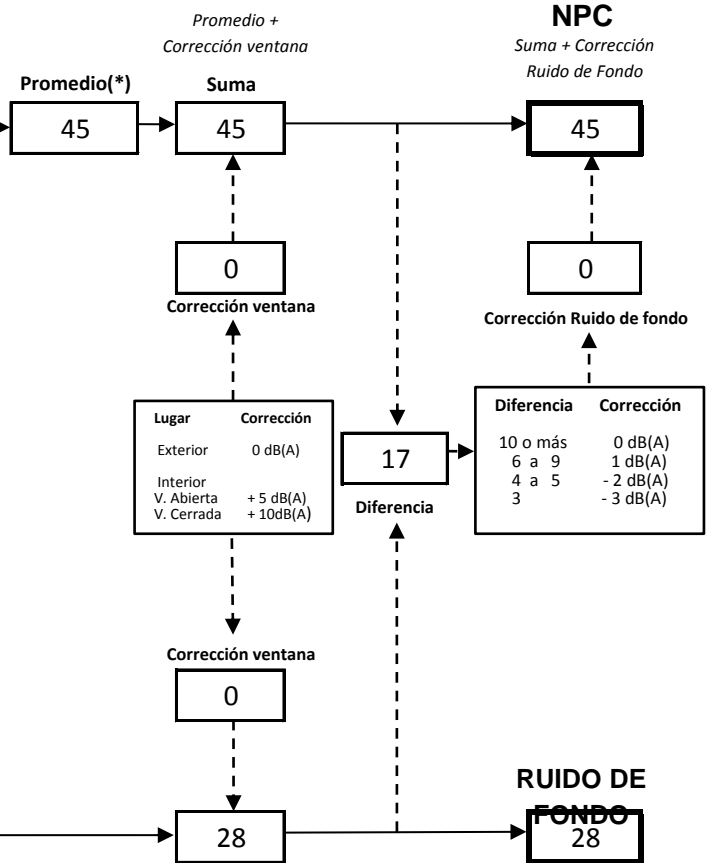 Promedio +
Corrección ventana
NPC
Suma + Corrección
Ruido de Fondo
Promedio(*)
Suma
45
45
45
0
0
Corrección ventana
Corrección Ruido de fondo
Lugar Corrección
Exterior 0 dB(A)
Interior
V. Abierta + 5 dB(A)
V. Cerrada + 10dB(A)
17
Diferencia
Diferencia Corrección
10 o más 0 dB(A)
6 a 9 1 dB(A)
4 a 5 - 2 dB(A)
3 - 3 dB(A)
Corrección ventana
0
RUIDO DE
FONDO
28
28